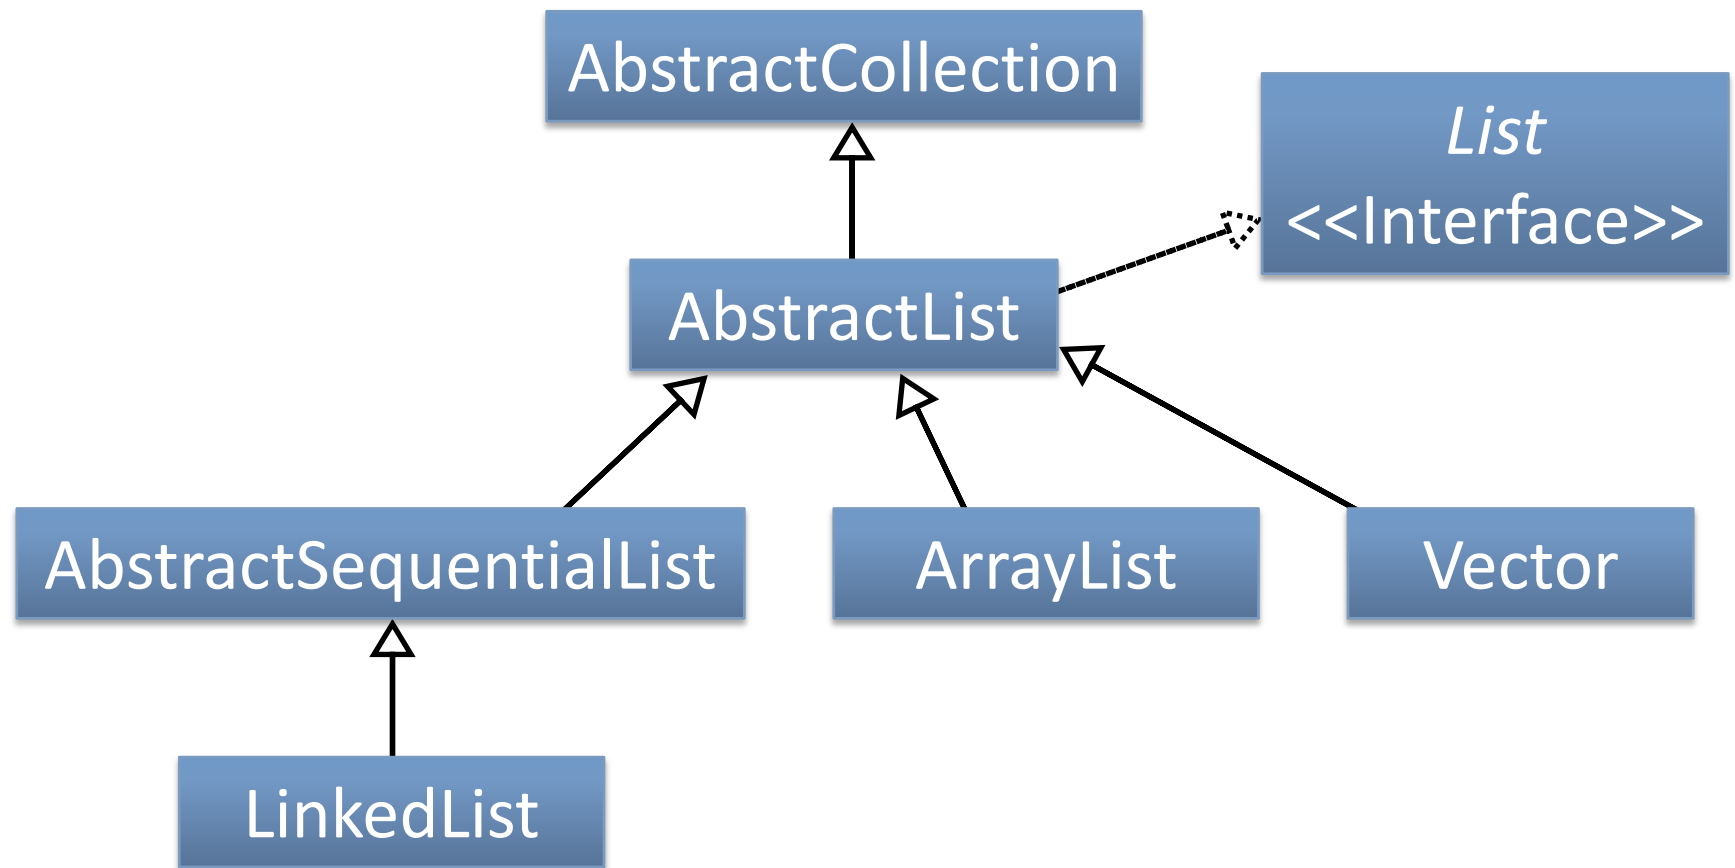 AbstractCollection
List
<<Interface>>
AbstractList
AbstractSequentialList
ArrayList
Vector
LinkedList